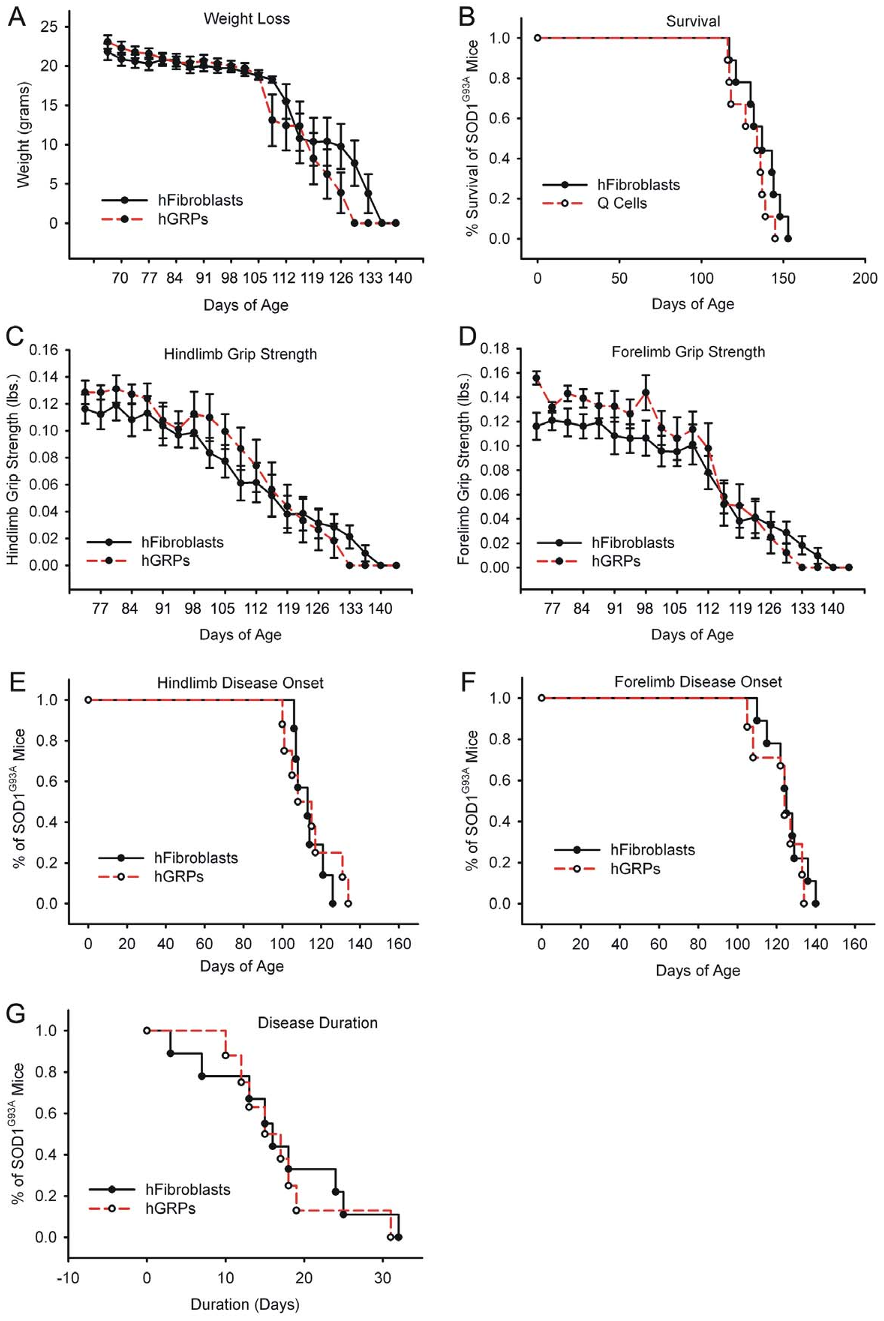 A
Weight Loss
Weight (grams)
25
20
15
10
5
0
hFibroblasts
hGRPs
70 77 84 91 98 105 112 119 126 133 140
Days of Age
B
Survival
% Survival of SOD1^G93A Mice
1.0
0.8
0.6
0.4
0.2
0.0
hFibroblasts
Q Cells
0 50 100 150 200
Days of Age
C
Hindlimb Grip Strength
Hindlimb Grip Strength (lbs.)
0.16
0.14
0.12
0.10
0.08
0.06
0.04
0.02
0.00
hFibroblasts
hGRPs
77 84 91 98 105 112 119 126 133 140
Days of Age
D
Forelimb Grip Strength
Forelimb Grip Strength (lbs.)
0.18
0.16
0.14
0.12
0.10
0.08
0.06
0.04
0.02
0.00
hFibroblasts
hGRPs
77 84 91 98 105 112 119 126 133 140
Days of Age
E
Hindlimb Disease Onset
% of SOD1^G93A Mice
1.0
0.8
0.6
0.4
0.2
0.0
hFibroblasts
hGRPs
0 20 40 60 80 100 120 140 160
Days of Age
F
Forelimb Disease Onset
% of SOD1^G93A Mice
1.0
0.8
0.6
0.4
0.2
0.0
hFibroblasts
hGRPs
0 20 40 60 80 100 120 140 160
Days of Age
G
Disease Duration
% of SOD1^G93A Mice
1.0
0.8
0.6
0.4
0.2
0.0
hFibroblasts
hGRPs
-10 0 10 20 30
Duration (Days)